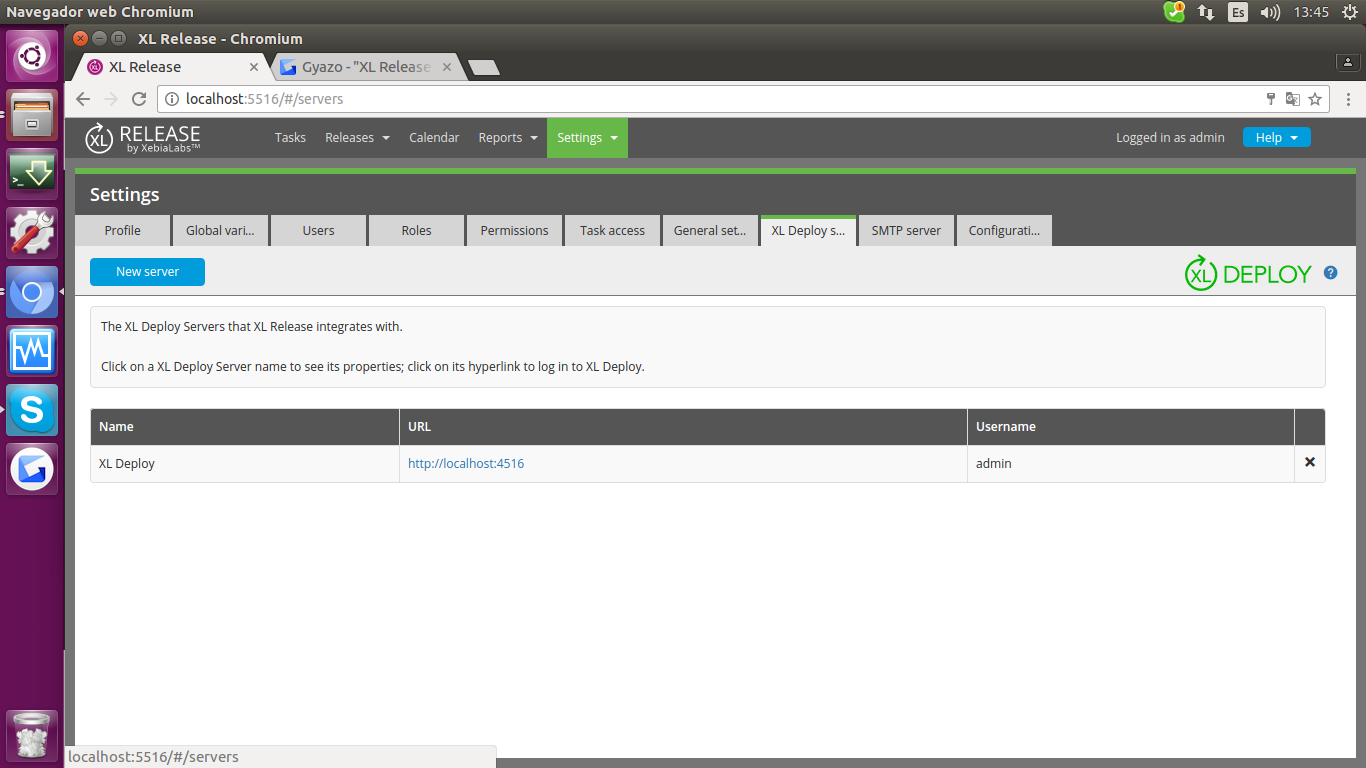 Navegador web Chromium
Es
13:45
XL Release - Chromium
XL Release
Gyazo - "XL Release
localhost:5516/#/servers
XL RELEASE
by XebiaLabs™
Tasks
Releases
Calendar
Reports
Settings
Logged in as admin
Help
Settings
Profile
Global vari...
Users
Roles
Permissions
Task access
General set...
XL Deploy s...
SMTP server
Configurati...
New server
XL DEPLOY
?
The XL Deploy Servers that XL Release integrates with.
Click on a XL Deploy Server name to see its properties; click on its hyperlink to log in to XL Deploy.
Name
URL
Username
XL Deploy
http://localhost:4516
admin
localhost:5516/#/servers